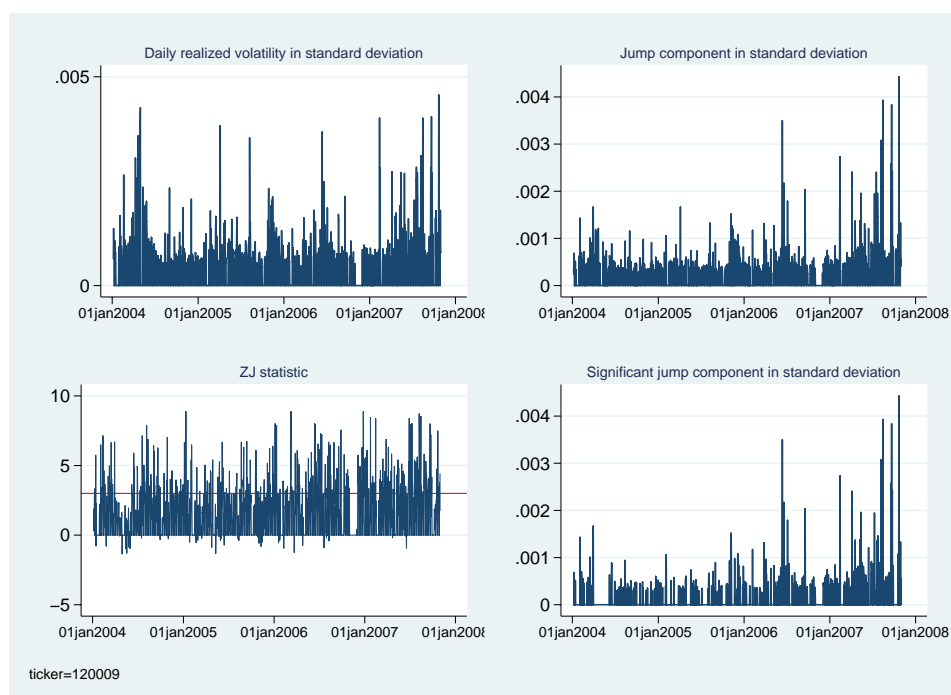 Daily realized volatility in standard deviation
.005
0
01jan2004 01jan2005 01jan2006 01jan2007 01jan2008
Jump component in standard deviation
.004
.003
.002
.001
0
01jan2004 01jan2005 01jan2006 01jan2007 01jan2008
ZJ statistic
10
5
0
−5
01jan2004 01jan2005 01jan2006 01jan2007 01jan2008
Significant jump component in standard deviation
.004
.003
.002
.001
0
01jan2004 01jan2005 01jan2006 01jan2007 01jan2008
ticker=120009